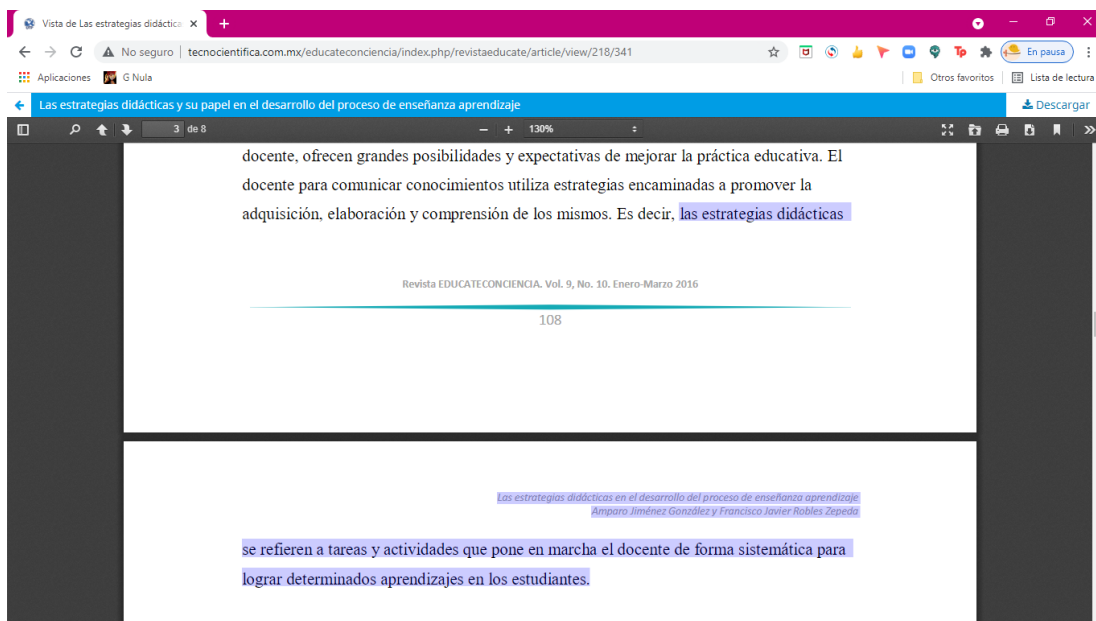 Vista de Las estrategias didáctica
No seguro | tecnocientifica.com.mx/educateconciencia/index.php/revistaeducate/article/view/218/341
En pausa
Aplicaciones G Nula Otros favoritos Lista de lectura
Las estrategias didácticas y su papel en el desarrollo del proceso de enseñanza aprendizaje Descargar
3 de 8 130%
docente, ofrecen grandes posibilidades y expectativas de mejorar la práctica educativa. El
docente para comunicar conocimientos utiliza estrategias encaminadas a promover la
adquisición, elaboración y comprensión de los mismos. Es decir, las estrategias didácticas
Revista EDUCATECONCIENCIA. Vol. 9, No. 10. Enero-Marzo 2016
108
Las estrategias didácticas en el desarrollo del proceso de enseñanza aprendizaje
Amparo Jiménez González y Francisco Javier Robles Zepeda
se refieren a tareas y actividades que pone en marcha el docente de forma sistemática para
lograr determinados aprendizajes en los estudiantes.